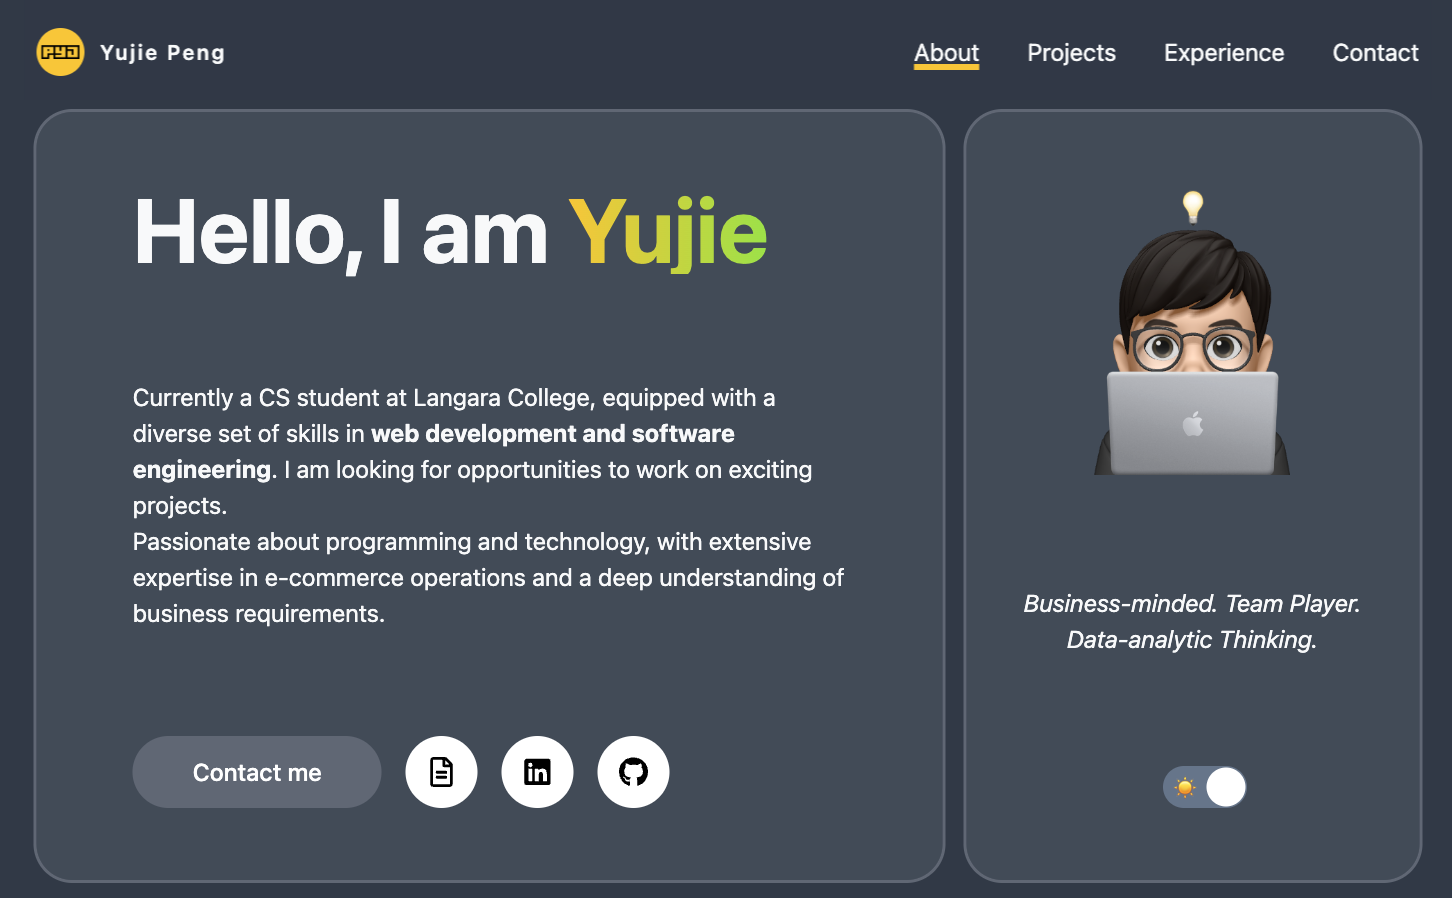 PYJ
Yujie Peng
About
Projects
Experience
Contact
Hello, I am Yujie
Currently a CS student at Langara College, equipped with a
diverse set of skills in web development and software
engineering. I am looking for opportunities to work on exciting
projects.
Passionate about programming and technology, with extensive
expertise in e-commerce operations and a deep understanding of
business requirements.
Contact me
in
Business-minded. Team Player.
Data-analytic Thinking.